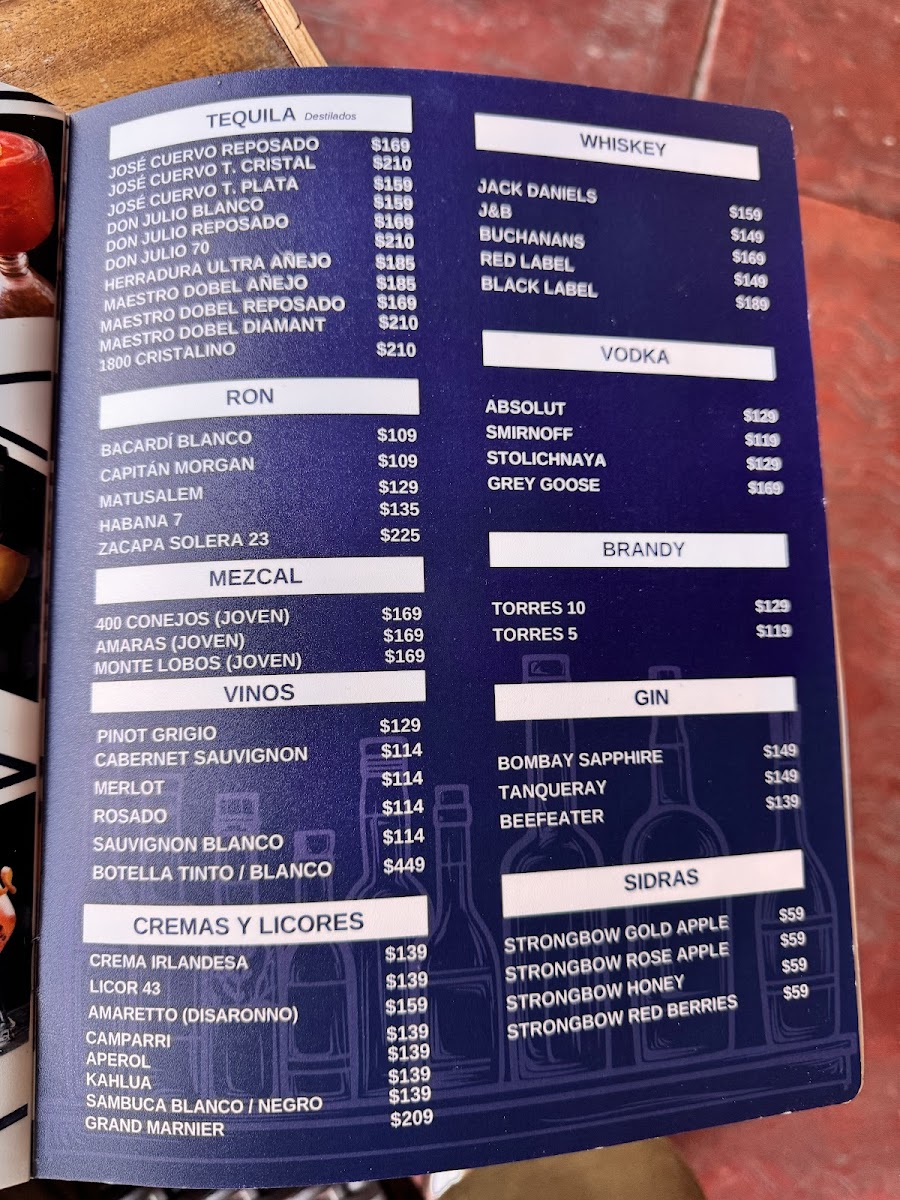 TEQUILA Destilados
JOSÉ CUERVO REPOSADO $169
JOSÉ CUERVO T. CRISTAL $210
JOSÉ CUERVO T. PLATA $159
DON JULIO BLANCO $159
DON JULIO REPOSADO $169
DON JULIO 70 $210
HERRADURA ULTRA AÑEJO $185
MAESTRO DOBEL AÑEJO $185
MAESTRO DOBEL REPOSADO $169
MAESTRO DOBEL DIAMANT $210
1800 CRISTALINO $210
RON
BACARDÍ BLANCO $109
CAPITÁN MORGAN $109
MATUSALEM $129
HABANA 7 $135
ZACAPA SOLERA 23 $225
MEZCAL
400 CONEJOS (JOVEN) $169
AMARAS (JOVEN) $169
MONTE LOBOS (JOVEN) $169
VINOS
PINOT GRIGIO $129
CABERNET SAUVIGNON $114
MERLOT $114
ROSADO $114
SAUVIGNON BLANCO $114
BOTELLA TINTO / BLANCO $449
CREMAS Y LICORES
CREMA IRLANDESA $139
LICOR 43 $139
AMARETTO (DISARONNO) $159
CAMPARRI $139
APEROL $139
KAHLUA $139
SAMBUCA BLANCO / NEGRO $139
GRAND MARNIER $209
WHISKEY
JACK DANIELS $159
J&B $149
BUCHANANS $169
RED LABEL $149
BLACK LABEL $189
VODKA
ABSOLUT $129
SMIRNOFF $119
STOLICHNAYA $129
GREY GOOSE $169
BRANDY
TORRES 10 $129
TORRES 5 $119
GIN
BOMBAY SAPPHIRE $149
TANQUERAY $149
BEEFEATER $139
SIDRAS
STRONGBOW GOLD APPLE $59
STRONGBOW ROSE APPLE $59
STRONGBOW HONEY $59
STRONGBOW RED BERRIES $59